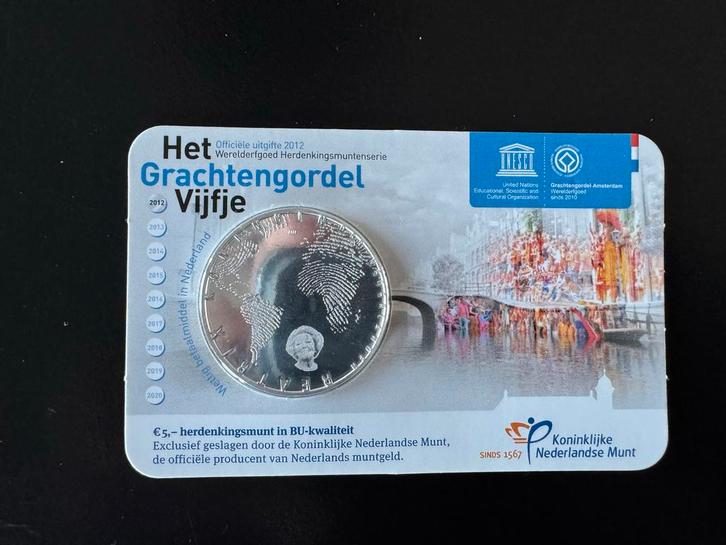 Het
Officiële uitgifte 2012
Werelderfgoed Herdenkingsmuntenserie
Grachtengordel
Vijfje
2012
2013
2014
2015
2016
2017
2018
2019
2020
Wettig betaalmiddel in Nederland
UNESCO
United Nations
Educational, Scientific and
Cultural Organization
Grachtengordel Amsterdam
Werelderfgoed
sinds 2010
€5,– herdenkingsmunt in BU-kwaliteit
Exclusief geslagen door de Koninklijke Nederlandse Munt,
de officiële producent van Nederlands muntgeld.
SINDS 1567
Koninklijke
Nederlandse Munt